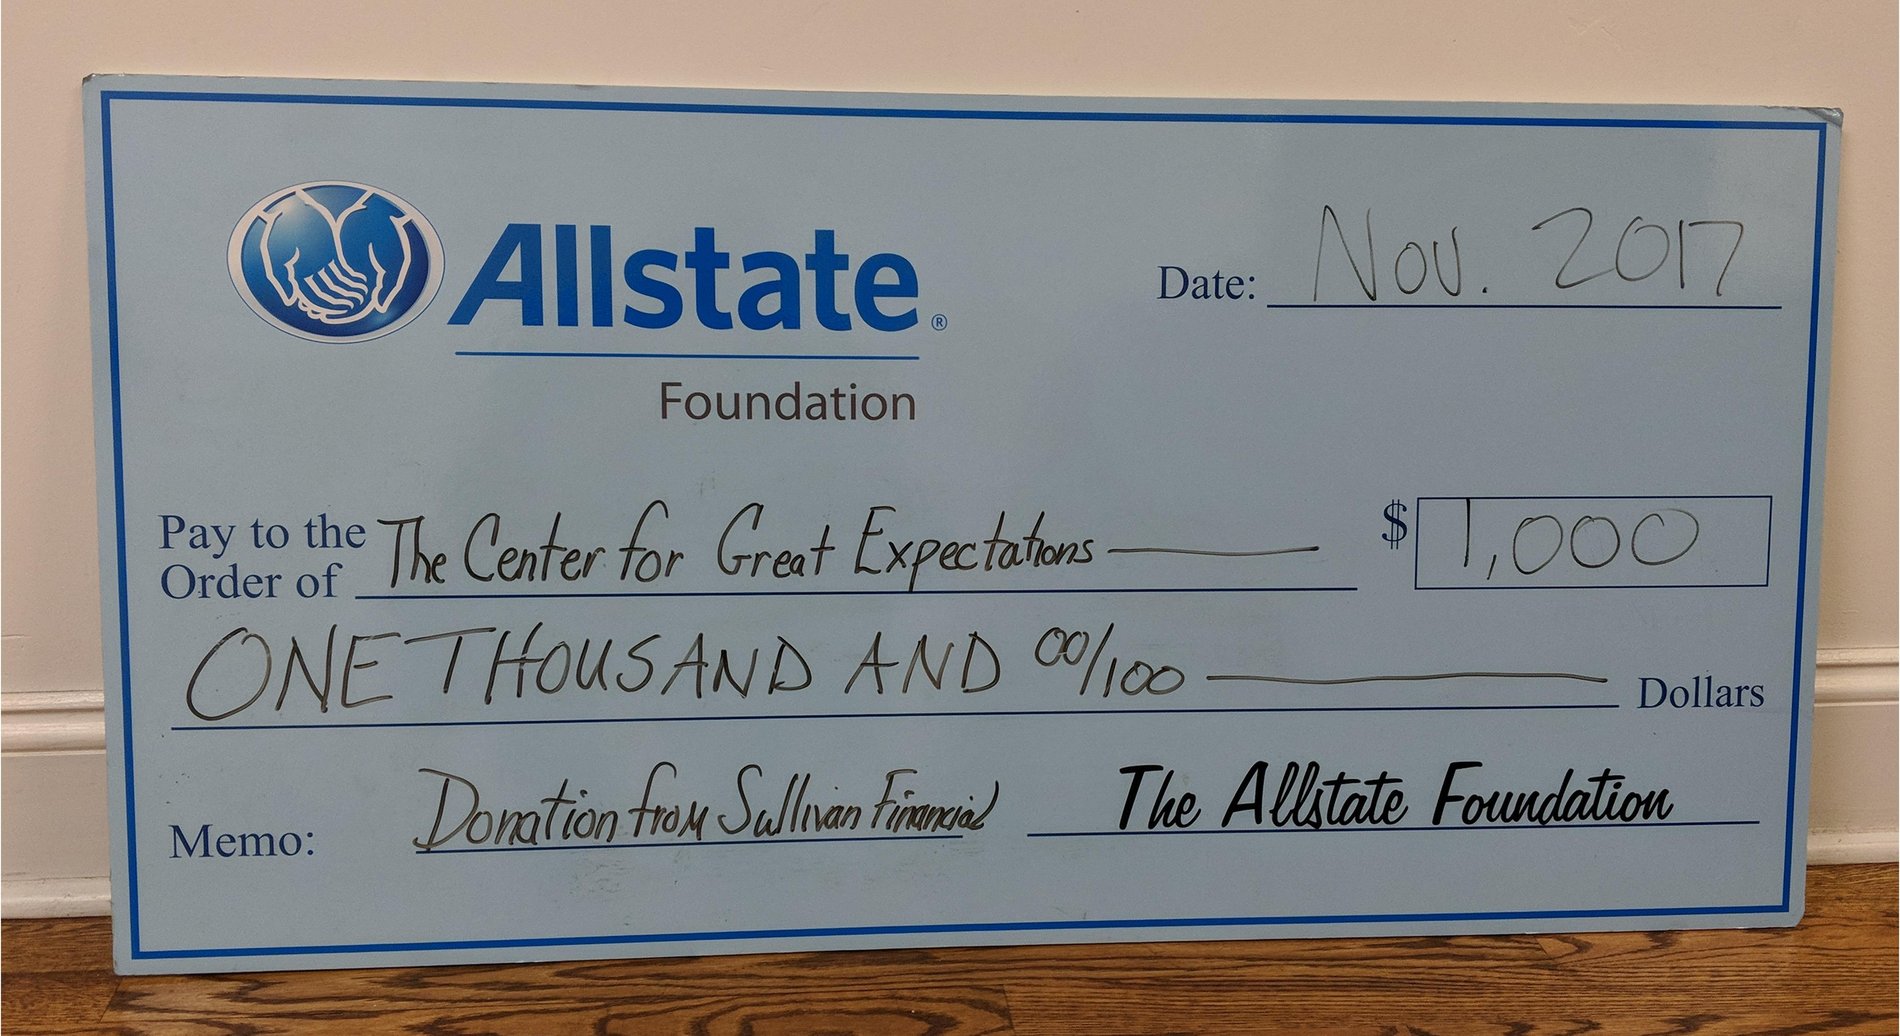 Allstate®
Foundation
Date: Nov. 2017
Pay to the
Order of The Center for Great Expectations $ 1,000
ONE THOUSAND AND 00/100 Dollars
Memo: Donation from Sullivan Financial The Allstate Foundation